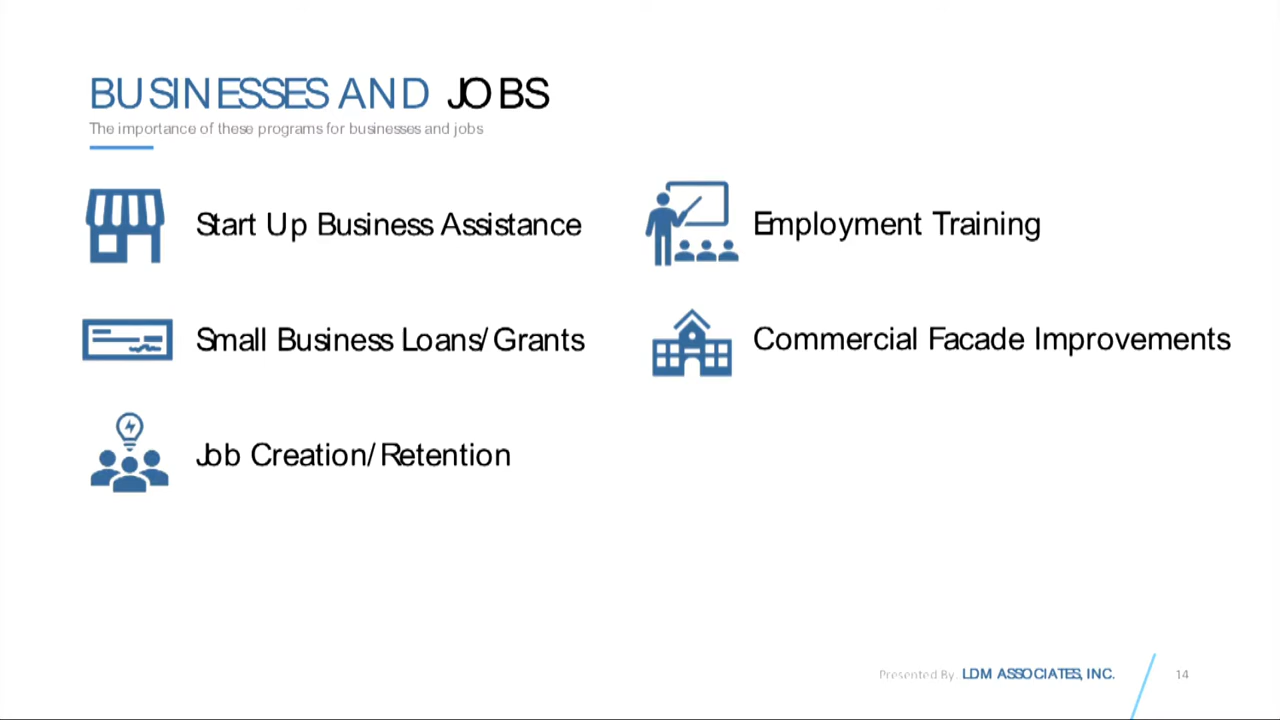 BUSINESSES AND JOBS
The importance of these programs for businesses and jobs
Start Up Business Assistance
Small Business Loans/Grants
Job Creation/Retention
Employment Training
Commercial Facade Improvements
Presented By LDM ASSOCIATES, INC.
14